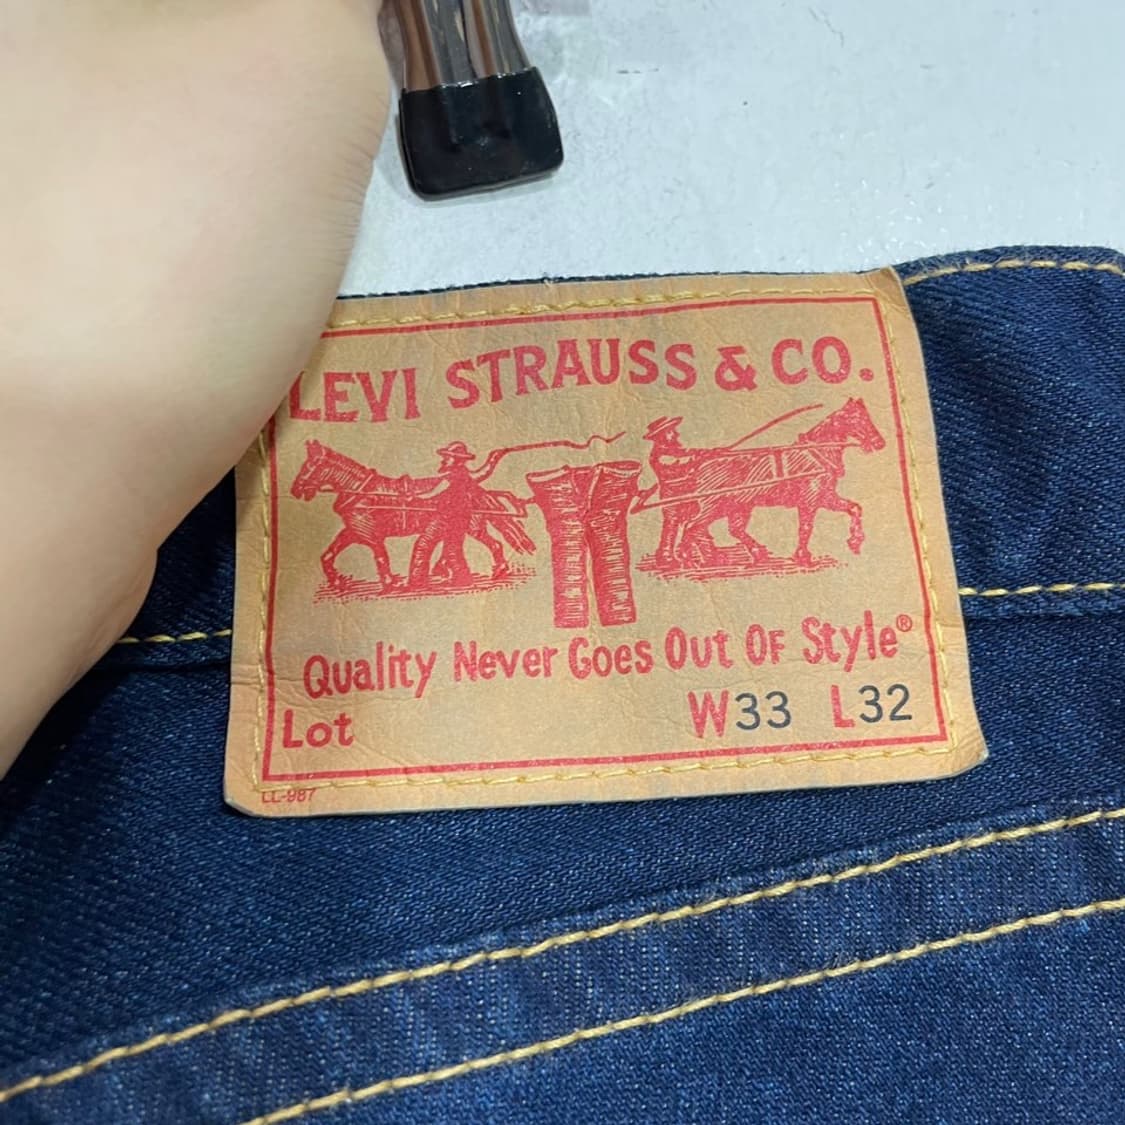 LEVI STRAUSS & CO.
Quality Never Goes Out Of Style®
Lot W33 L32
LL-987